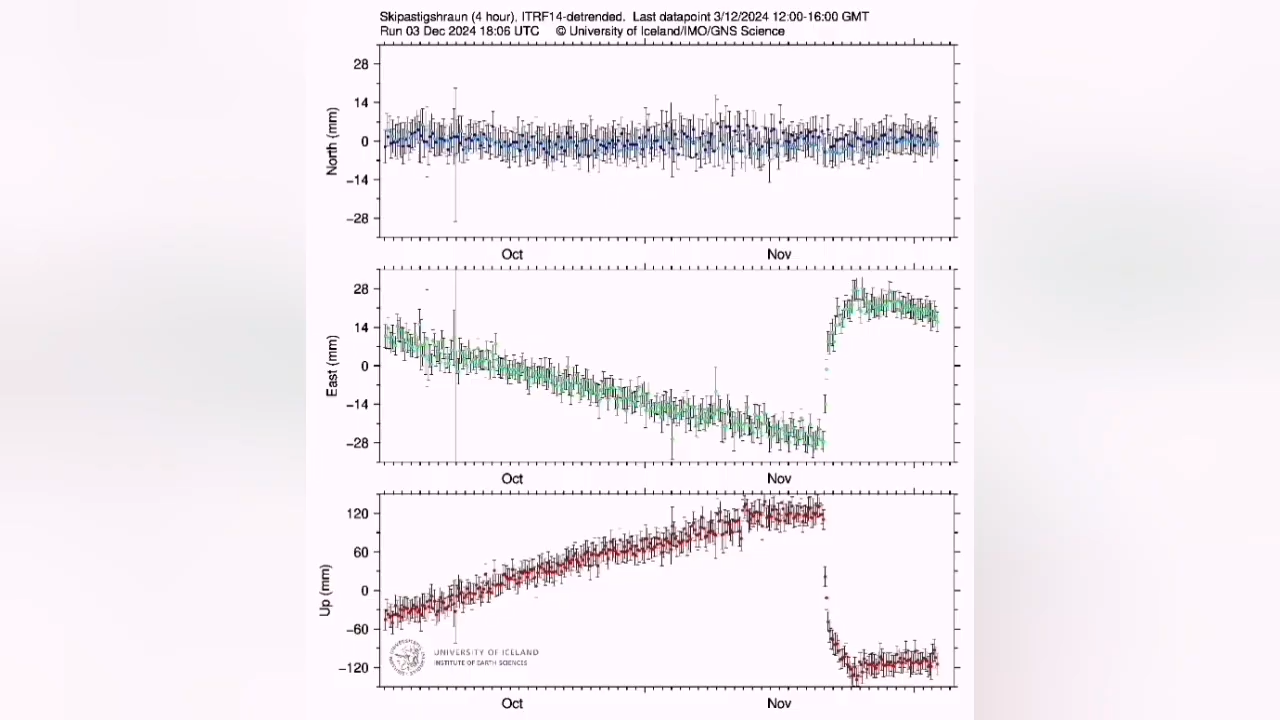 Skipastigshraun (4 hour), ITRF14-detrended. Last datapoint 3/12/2024 12:00-16:00 GMT
Run 03 Dec 2024 18:06 UTC © University of Iceland/IMO/GNS Science
28
14
0
−14
−28
North (mm)
Oct Nov
28
14
0
−14
−28
East (mm)
Oct Nov
120
60
0
−60
−120
Up (mm)
UNIVERSITY OF ICELAND
INSTITUTE OF EARTH SCIENCES
Oct Nov